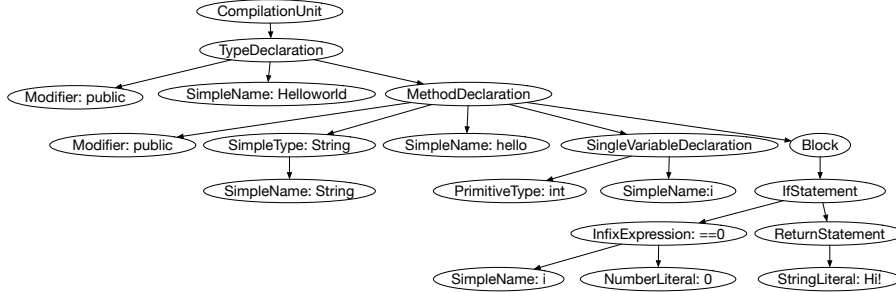 CompilationUnit
TypeDeclaration
Modifier: public
SimpleName: Helloworld
MethodDeclaration
Modifier: public
SimpleType: String
SimpleName: hello
SingleVariableDeclaration
Block
SimpleName: String
PrimitiveType: int
SimpleName:i
IfStatement
InfixExpression: ==0
ReturnStatement
SimpleName: i
NumberLiteral: 0
StringLiteral: Hi!